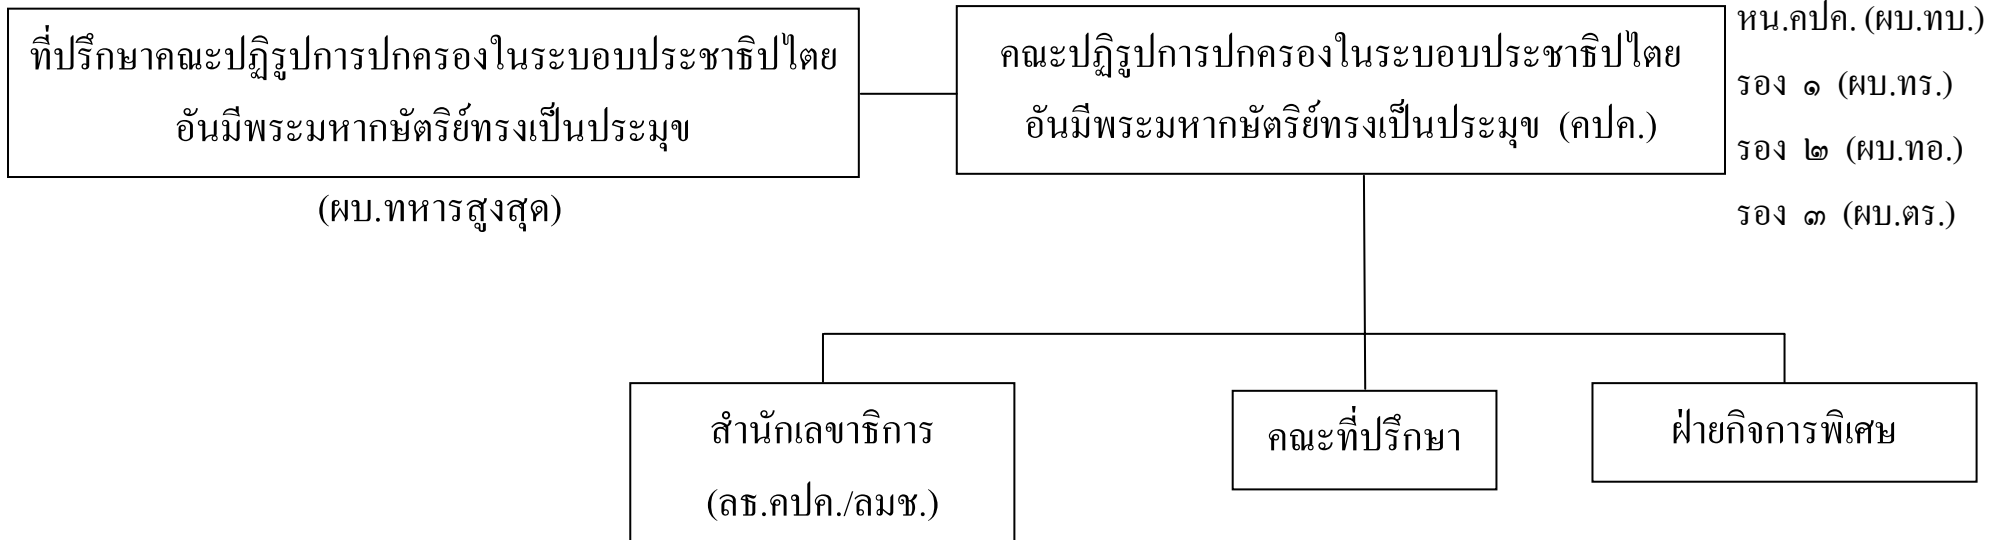 ที่ปรึกษาคณะปฏิรูปการปกครองในระบอบประชาธิปไตย
อันมีพระมหากษัตริย์ทรงเป็นประมุข
(ผบ.ทหารสูงสุด)
คณะปฏิรูปการปกครองในระบอบประชาธิปไตย
อันมีพระมหากษัตริย์ทรงเป็นประมุข (คปค.)
หน.คปค. (ผบ.ทบ.)
รอง ๑ (ผบ.ทร.)
รอง ๒ (ผบ.ทอ.)
รอง ๓ (ผบ.ตร.)
สำนักเลขาธิการ
(ลธ.คปค./ลมช.)
คณะที่ปรึกษา
ฝ่ายกิจการพิเศษ